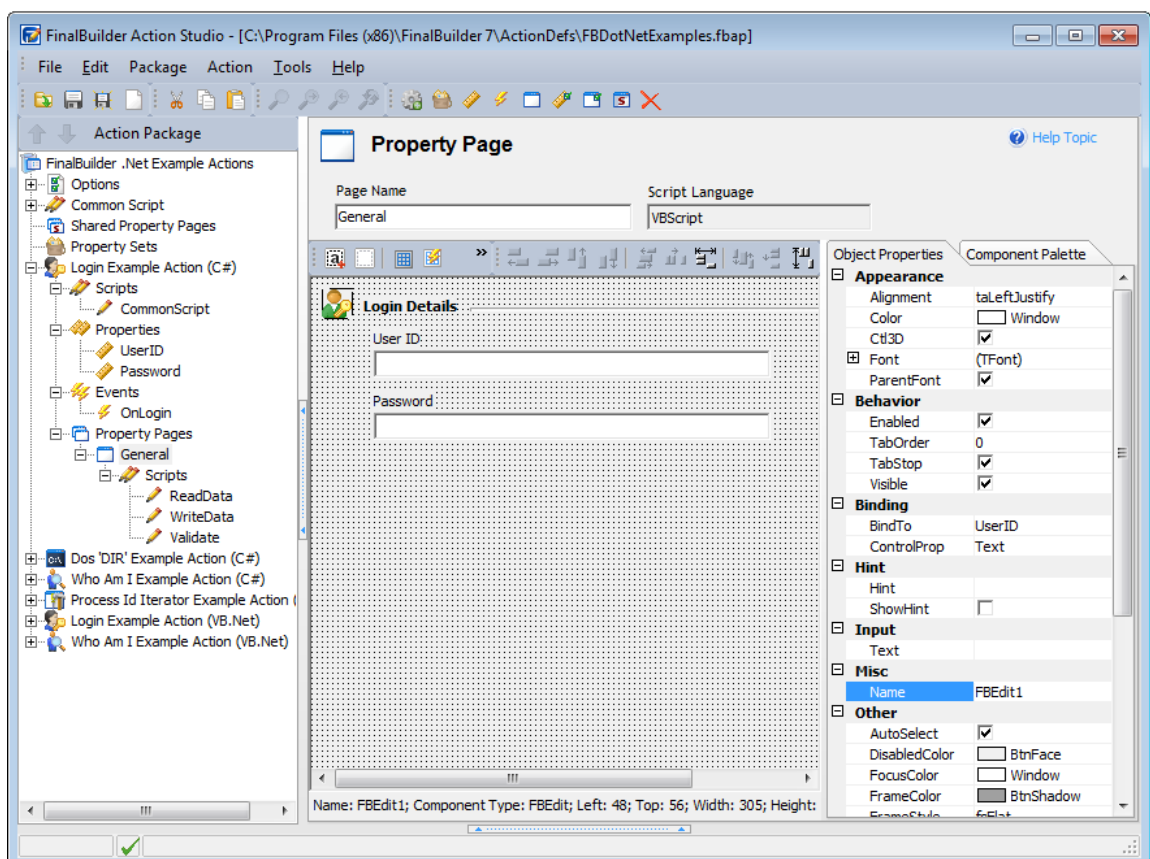 FinalBuilder Action Studio - [C:\Program Files (x86)\FinalBuilder 7\ActionDefs\FBDotNetExamples.fbap]
File Edit Package Action Tools Help
Action Package
FinalBuilder .Net Example Actions
Options
Common Script
Shared Property Pages
Property Sets
Login Example Action (C#)
Scripts
CommonScript
Properties
UserID
Password
Events
OnLogin
Property Pages
General
Scripts
ReadData
WriteData
Validate
Dos 'DIR' Example Action (C#)
Who Am I Example Action (C#)
Process Id Iterator Example Action (
Login Example Action (VB.Net)
Who Am I Example Action (VB.Net)
Property Page
Help Topic
Page Name
General
Script Language
VBScript
Login Details
User ID
Password
Name: FBEdit1; Component Type: FBEdit; Left: 48; Top: 56; Width: 305; Height:
Object Properties Component Palette
Appearance
Alignment taLeftJustify
Color Window
Ctl3D
Font (TFont)
ParentFont
Behavior
Enabled
TabOrder 0
TabStop
Visible
Binding
BindTo UserID
ControlProp Text
Hint
Hint
ShowHint
Input
Text
Misc
Name FBEdit1
Other
AutoSelect
DisabledColor BtnFace
FocusColor Window
FrameColor BtnShadow
FrameStyle fsFlat